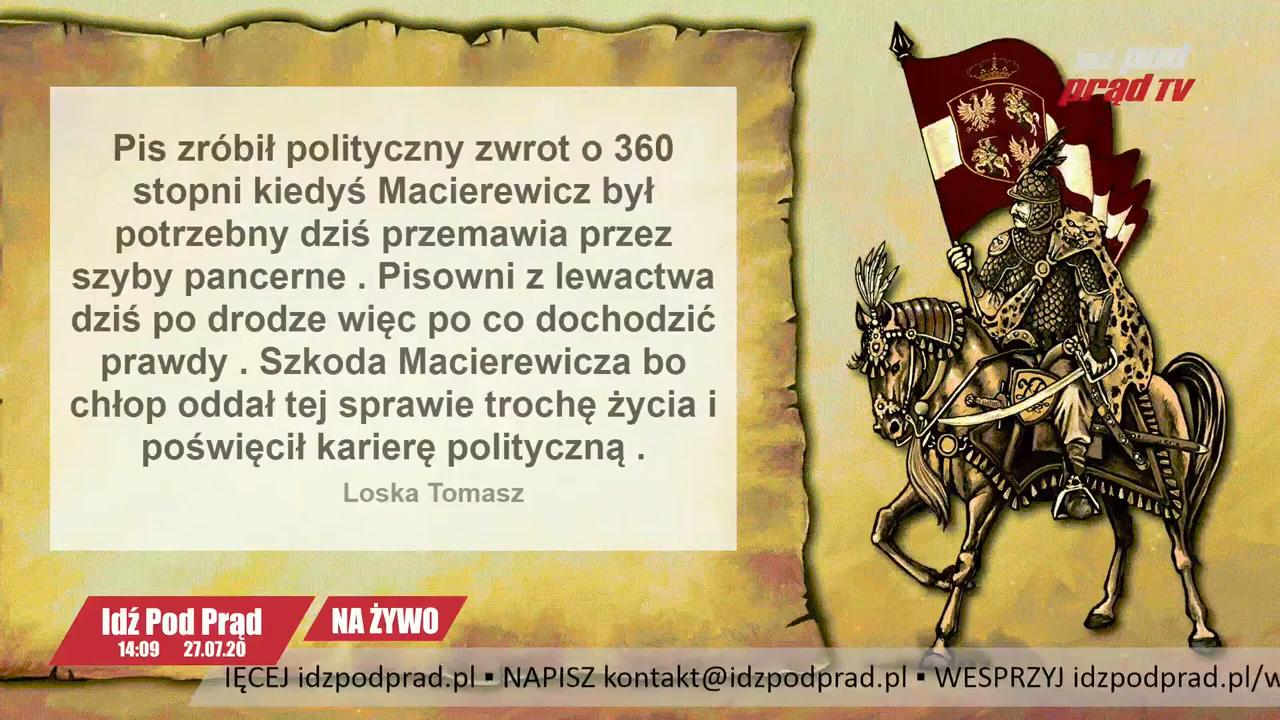 Pis zróbił polityczny zwrot o 360
stopni kiedyś Macierewicz był
potrzebny dziś przemawia przez
szyby pancerne . Pisowni z lewactwa
dziś po drodze więc po co dochodzić
prawdy . Szkoda Macierewicza bo
chłop oddał tej sprawie trochę życia i
poświęcił karierę polityczną .
Loska Tomasz
idź pod
prąd TV
Idź Pod Prąd
14:09 27.07.20
NA ŻYWO
IĘCEJ idzpodprad.pl ▪ NAPISZ kontakt@idzpodprad.pl ▪ WESPRZYJ idzpodprad.pl/w